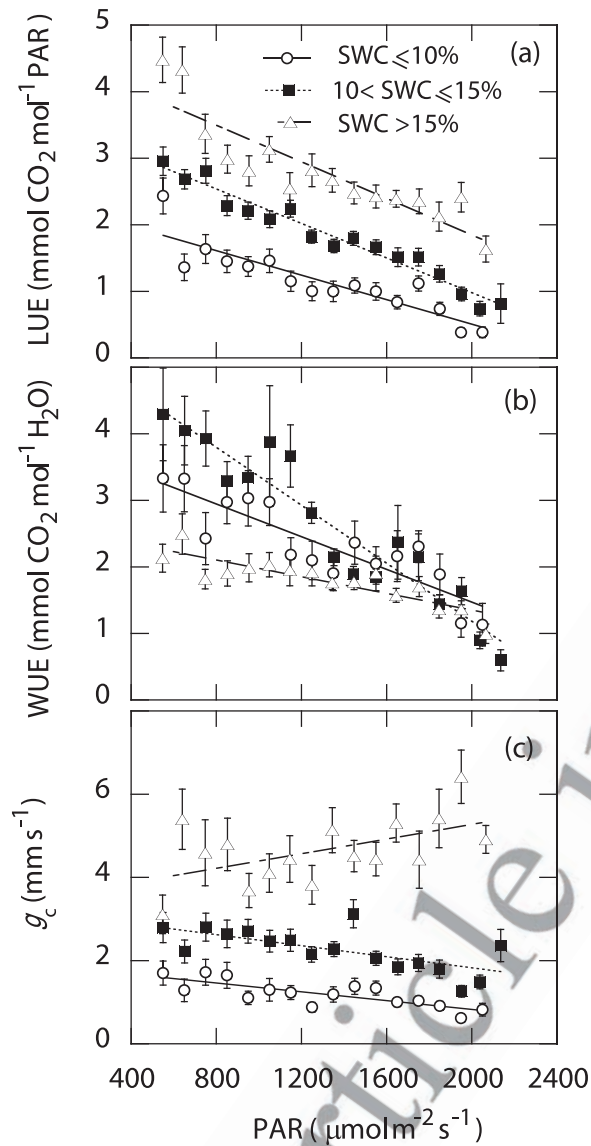 5
(a)
SWC ⩽10%
10< SWC ⩽15%
SWC >15%
4
3
2
1
0
LUE (mmol CO2 mol−1 PAR)
(b)
4
3
2
1
0
WUE (mmol CO2 mol−1 H2O)
(c)
6
4
2
0
gc (mm s−1)
400 800 1200 1600 2000 2400
PAR ( μmol m−2 s−1)
rticle i